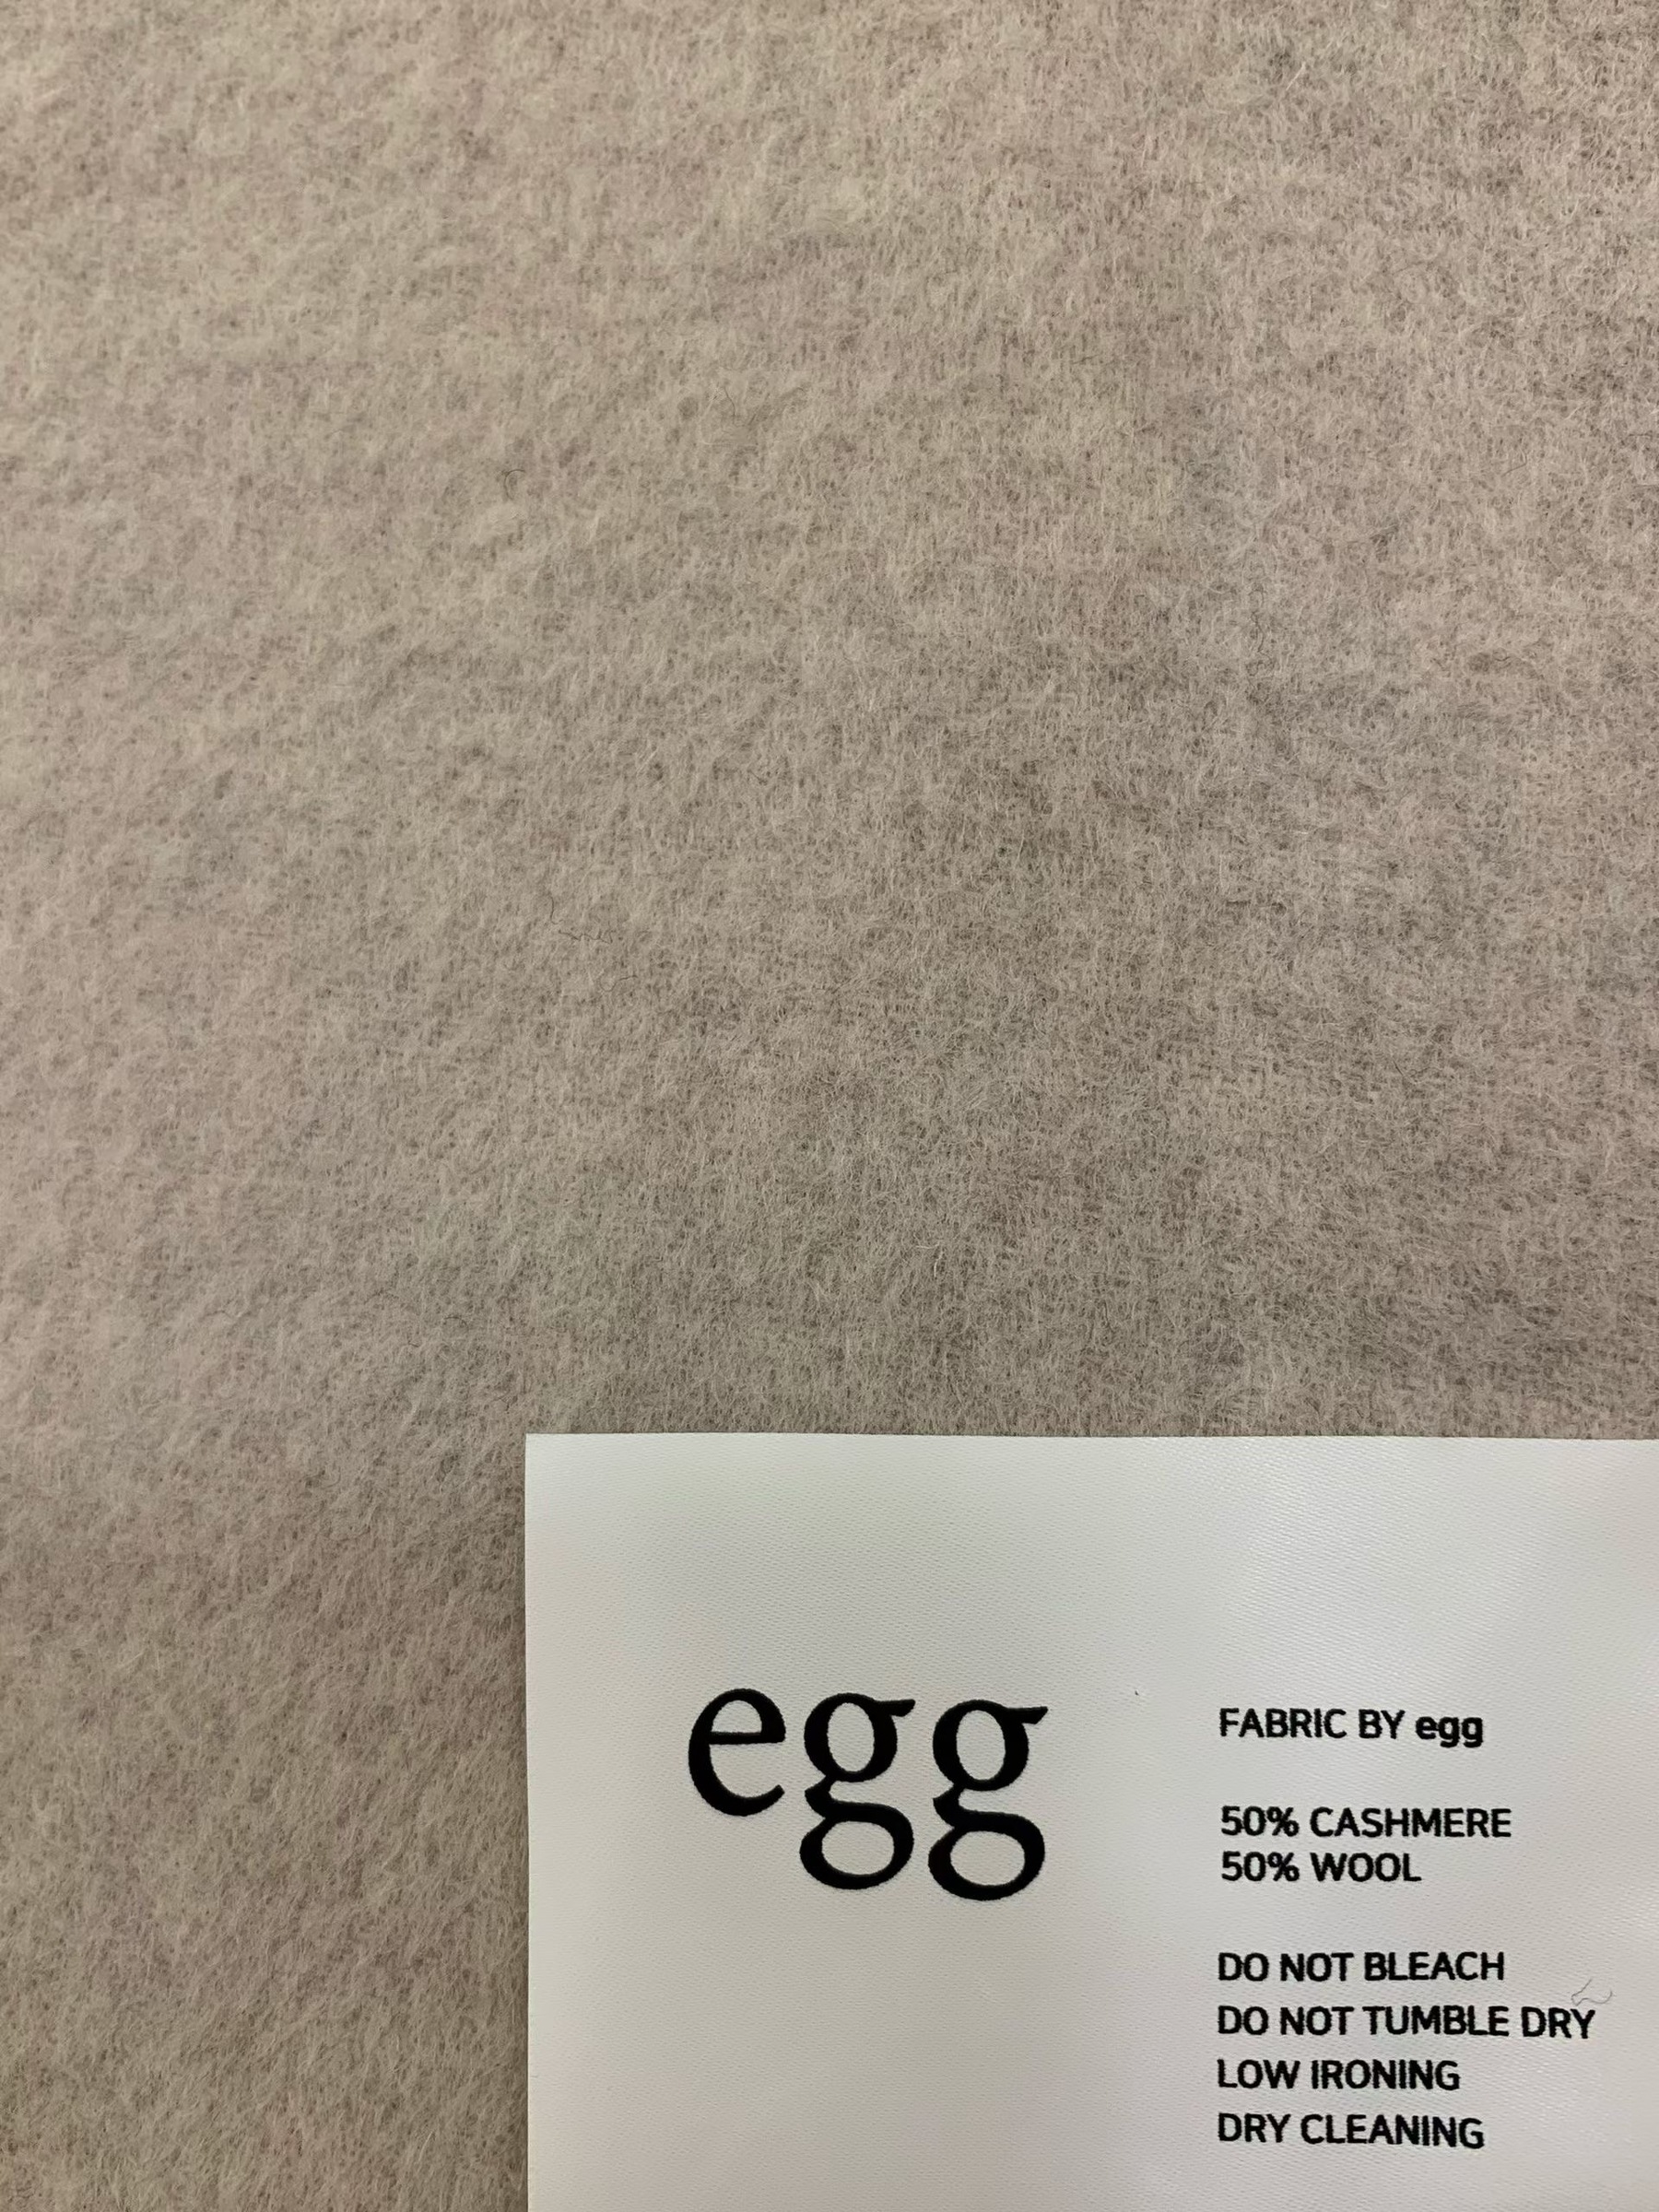 egg
FABRIC BY egg
50% CASHMERE
50% WOOL
DO NOT BLEACH
DO NOT TUMBLE DRY
LOW IRONING
DRY CLEANING